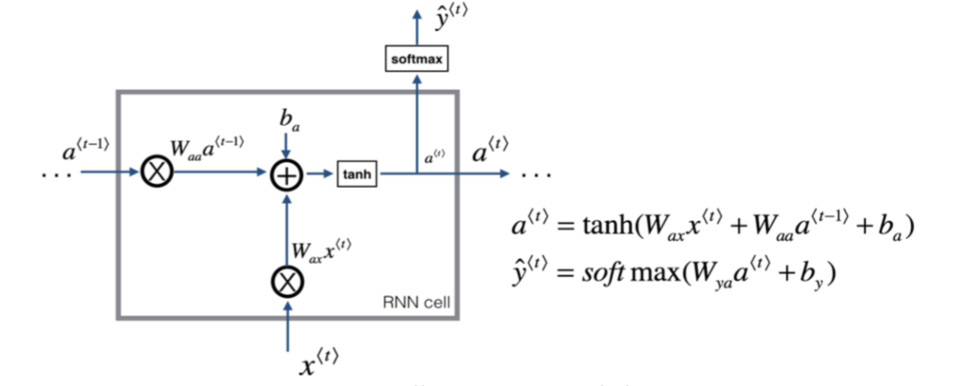 ŷ⟨t⟩
softmax
b_a
a⟨t−1⟩
W_aa a⟨t−1⟩
a⟨t⟩
a⟨t⟩
...
tanh
...
a⟨t⟩ = tanh(W_ax x⟨t⟩ + W_aa a⟨t−1⟩ + b_a)
W_ax x⟨t⟩
ŷ⟨t⟩ = soft max(W_ya a⟨t⟩ + b_y)
RNN cell
x⟨t⟩